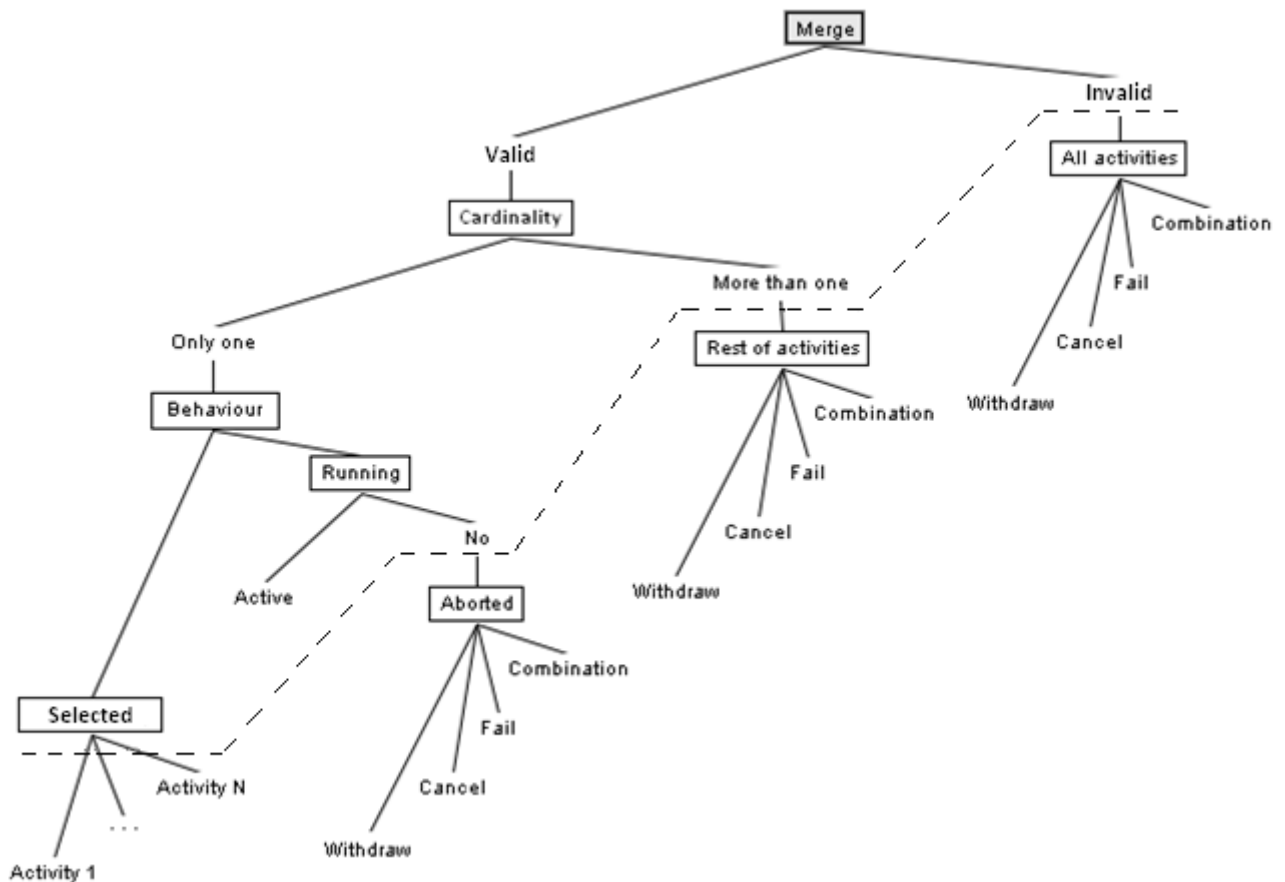 Merge
Invalid
Valid
All activities
Cardinality
Combination
More than one
Fail
Only one
Rest of activities
Cancel
Behaviour
Combination
Withdraw
Running
Fail
No
Cancel
Active
Aborted
Withdraw
Combination
Selected
Fail
Activity N
Cancel
...
Withdraw
Activity 1